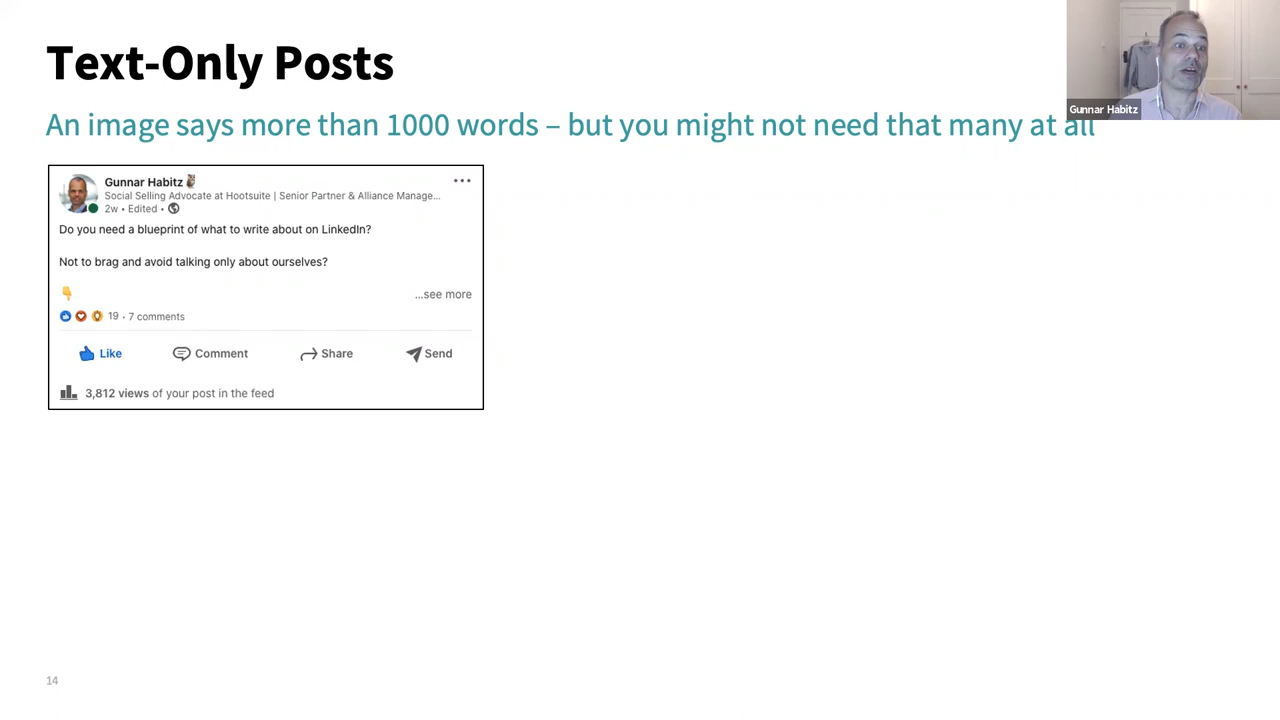 Text-Only Posts
An image says more than 1000 words – but you might not need that many at all
Gunnar Habitz
Gunnar Habitz
Social Selling Advocate at Hootsuite | Senior Partner & Alliance Manage...
2w • Edited •
Do you need a blueprint of what to write about on LinkedIn?
Not to brag and avoid talking only about ourselves?
...see more
19 · 7 comments
Like Comment Share Send
3,812 views of your post in the feed
14